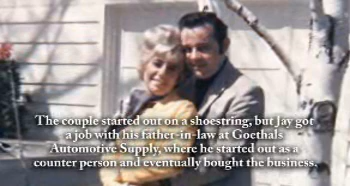 The couple started out on a shoestring, but Jay got
a job with his father-in-law at Goethals
Automotive Supply, where he started out as a
counter person and eventually bought the business.